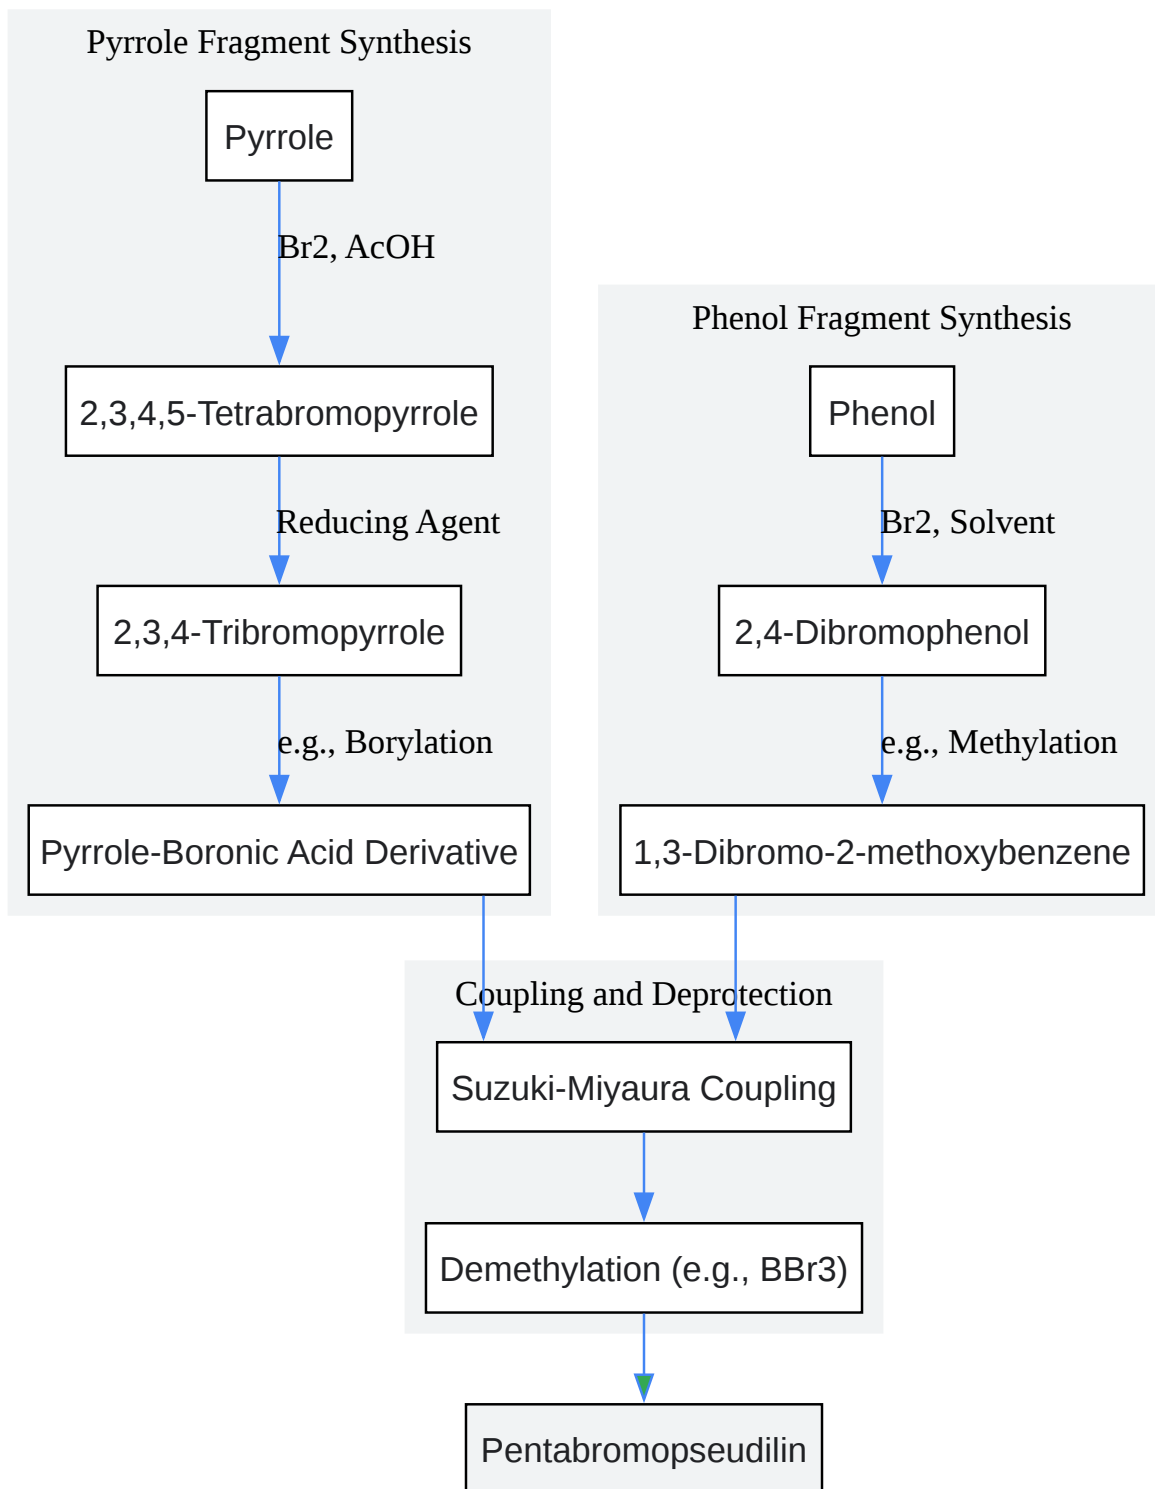 Pyrrole Fragment Synthesis
Pyrrole
Br2, AcOH
2,3,4,5-Tetrabromopyrrole
Reducing Agent
2,3,4-Tribromopyrrole
e.g., Borylation
Pyrrole-Boronic Acid Derivative
Phenol Fragment Synthesis
Phenol
Br2, Solvent
2,4-Dibromophenol
e.g., Methylation
1,3-Dibromo-2-methoxybenzene
Coupling and Deprotection
Suzuki-Miyaura Coupling
Demethylation (e.g., BBr3)
Pentabromopseudilin